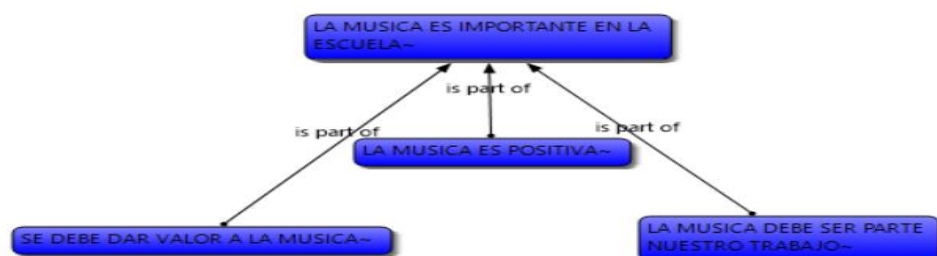 LA MUSICA ES IMPORTANTE EN LA
ESCUELA~
is part of
is part of
is part of
LA MUSICA ES POSITIVA~
SE DEBE DAR VALOR A LA MUSICA~
LA MUSICA DEBE SER PARTE
NUESTRO TRABAJO~